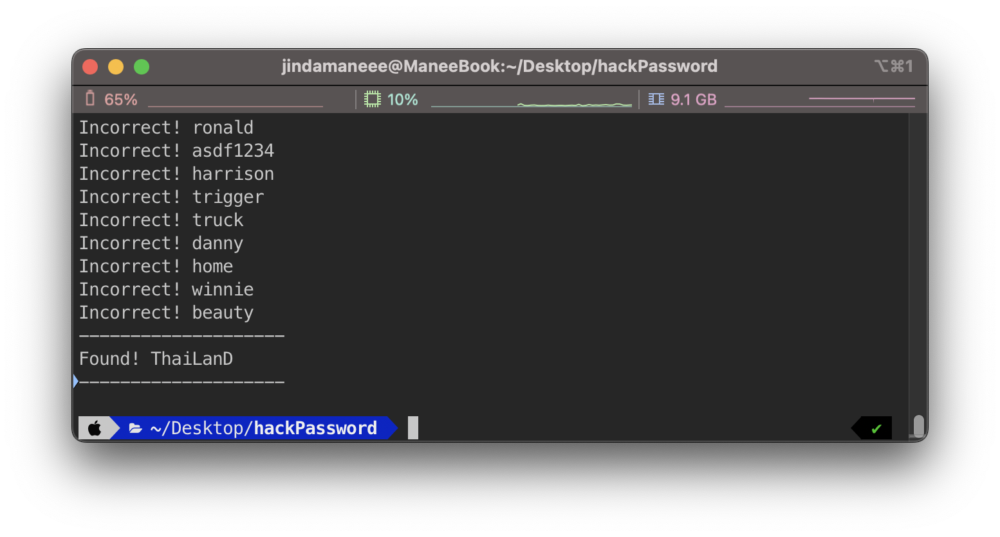 jindamaneee@ManeeBook:~/Desktop/hackPassword ⌥⌘1
65% 10% 9.1 GB
Incorrect! ronald
Incorrect! asdf1234
Incorrect! harrison
Incorrect! trigger
Incorrect! truck
Incorrect! danny
Incorrect! home
Incorrect! winnie
Incorrect! beauty
--------------------
Found! ThaiLanD
--------------------
~/Desktop/hackPassword ✔